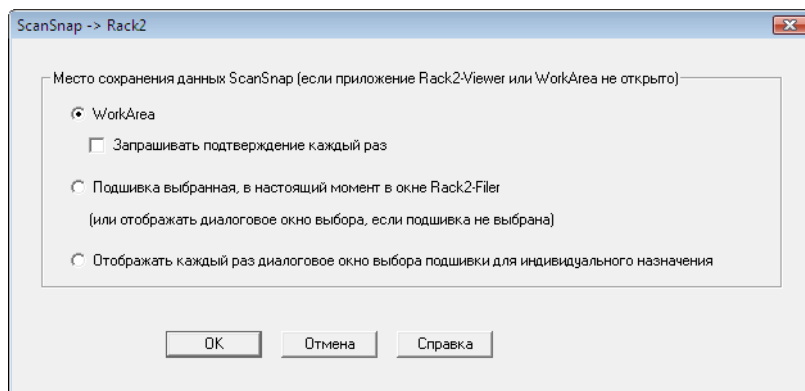 ScanSnap -> Rack2
Место сохранения данных ScanSnap (если приложение Rack2-Viewer или WorkArea не открыто)
WorkArea
Запрашивать подтверждение каждый раз
Подшивка выбранная, в настоящий момент в окне Rack2-Filer
(или отображать диалоговое окно выбора, если подшивка не выбрана)
Отображать каждый раз диалоговое окно выбора подшивки для индивидуального назначения
OK
Отмена
Справка